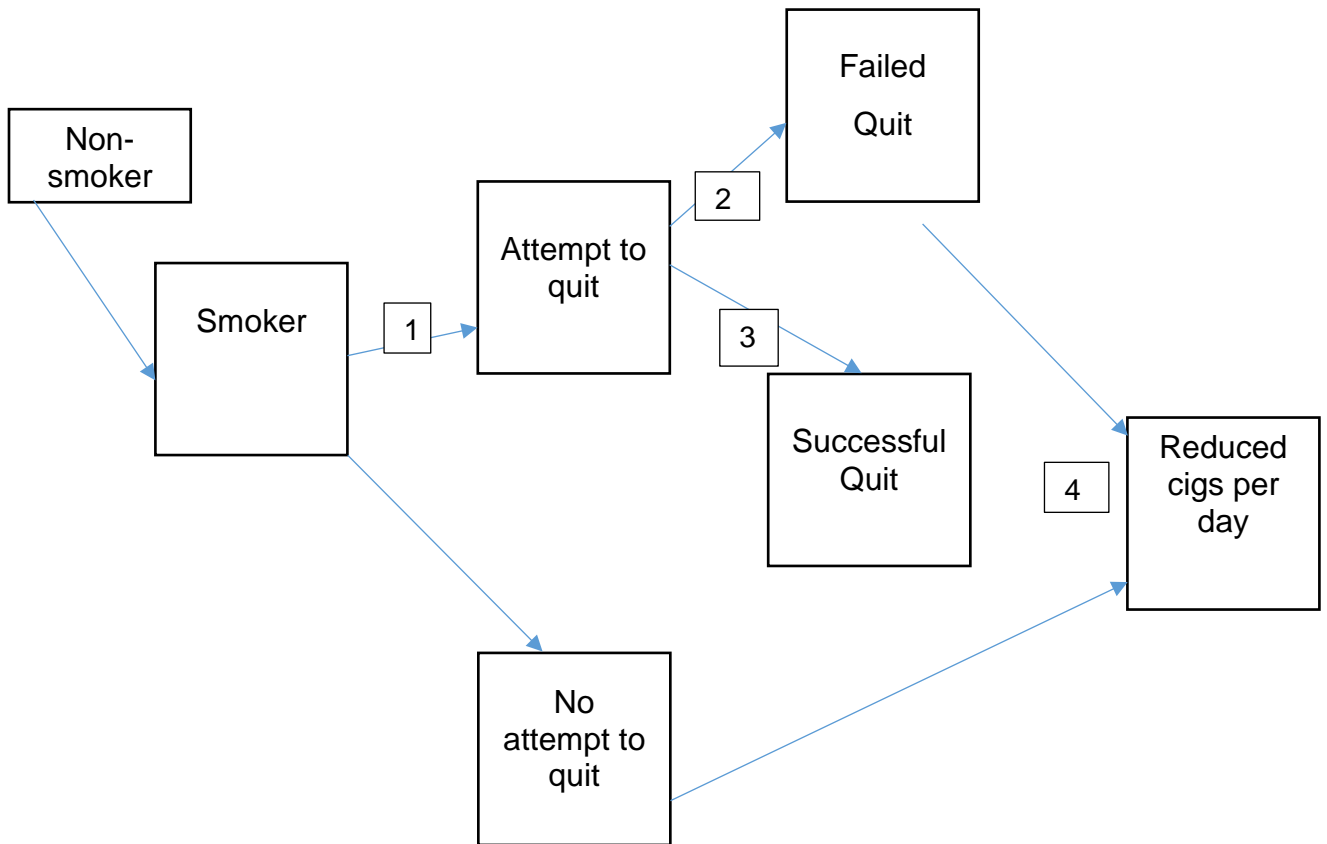 Non-
smoker
Smoker
1
Attempt to
quit
2
Failed
Quit
3
Successful
Quit
4
Reduced
cigs per
day
No
attempt to
quit